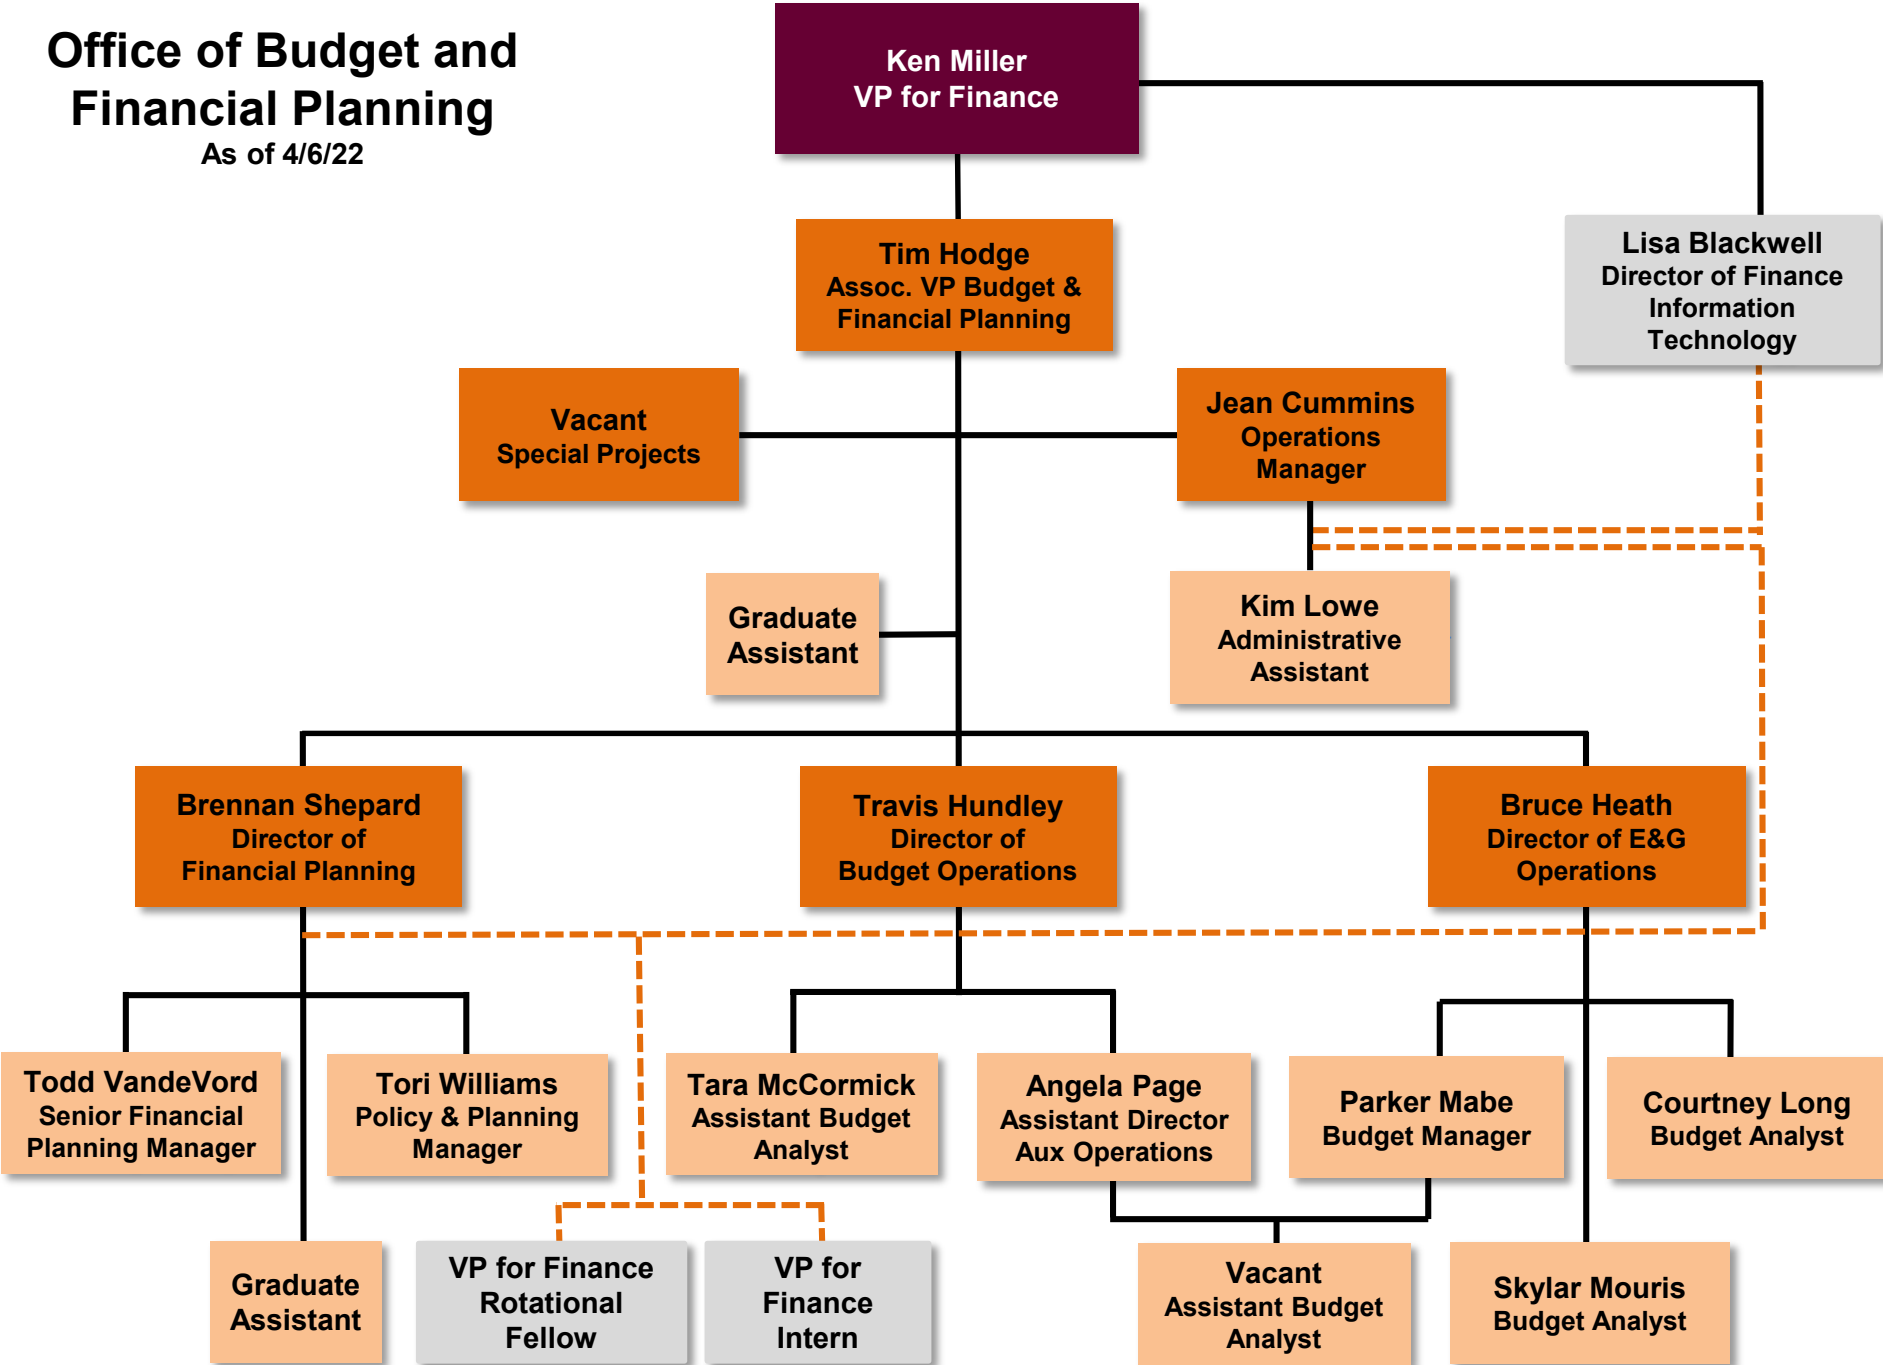 Office of Budget and
Financial Planning
As of 4/6/22
Ken Miller
VP for Finance
Tim Hodge
Assoc. VP Budget &
Financial Planning
Lisa Blackwell
Director of Finance
Information
Technology
Vacant
Special Projects
Jean Cummins
Operations
Manager
Graduate
Assistant
Kim Lowe
Administrative
Assistant
Brennan Shepard
Director of
Financial Planning
Travis Hundley
Director of
Budget Operations
Bruce Heath
Director of E&G
Operations
Todd VandeVord
Senior Financial
Planning Manager
Tori Williams
Policy & Planning
Manager
Tara McCormick
Assistant Budget
Analyst
Angela Page
Assistant Director
Aux Operations
Parker Mabe
Budget Manager
Courtney Long
Budget Analyst
Graduate
Assistant
VP for Finance
Rotational
Fellow
VP for
Finance
Intern
Vacant
Assistant Budget
Analyst
Skylar Mouris
Budget Analyst